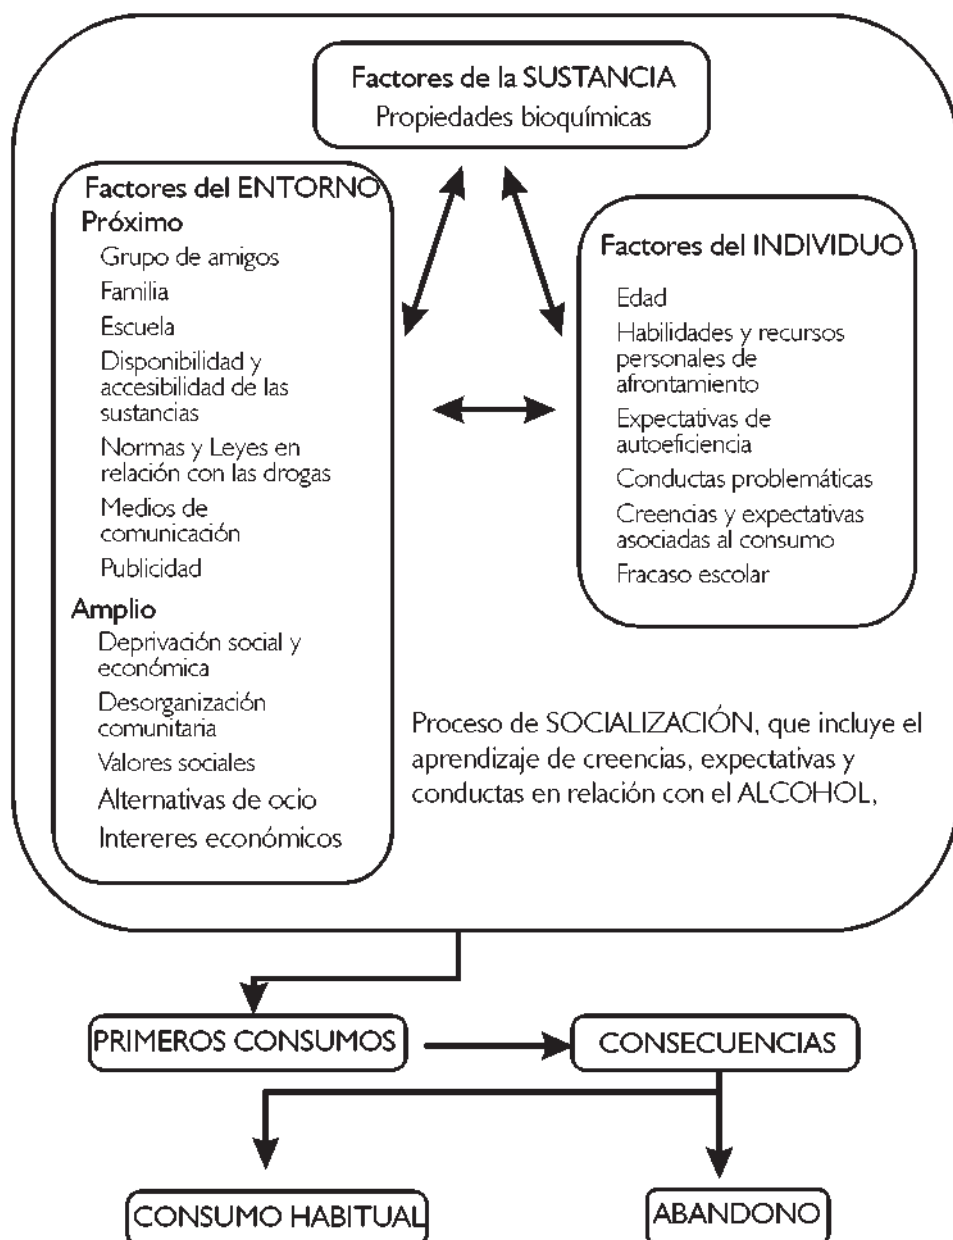 Factores de la SUSTANCIA
Propiedades bioquímicas
Factores del ENTORNO
Próximo
Grupo de amigos
Familia
Escuela
Disponibilidad y
accesibilidad de las
sustancias
Normas y Leyes en
relación con las drogas
Medios de
comunicación
Publicidad
Amplio
Deprivación social y
económica
Desorganización
comunitaria
Valores sociales
Alternativas de ocio
Intereres económicos
Factores del INDIVIDUO
Edad
Habilidades y recursos
personales de
afrontamiento
Expectativas de
autoeficiencia
Conductas problemáticas
Creencias y expectativas
asociadas al consumo
Fracaso escolar
Proceso de SOCIALIZACIÓN, que incluye el
aprendizaje de creencias, expectativas y
conductas en relación con el ALCOHOL,
PRIMEROS CONSUMOS
CONSECUENCIAS
CONSUMO HABITUAL
ABANDONO